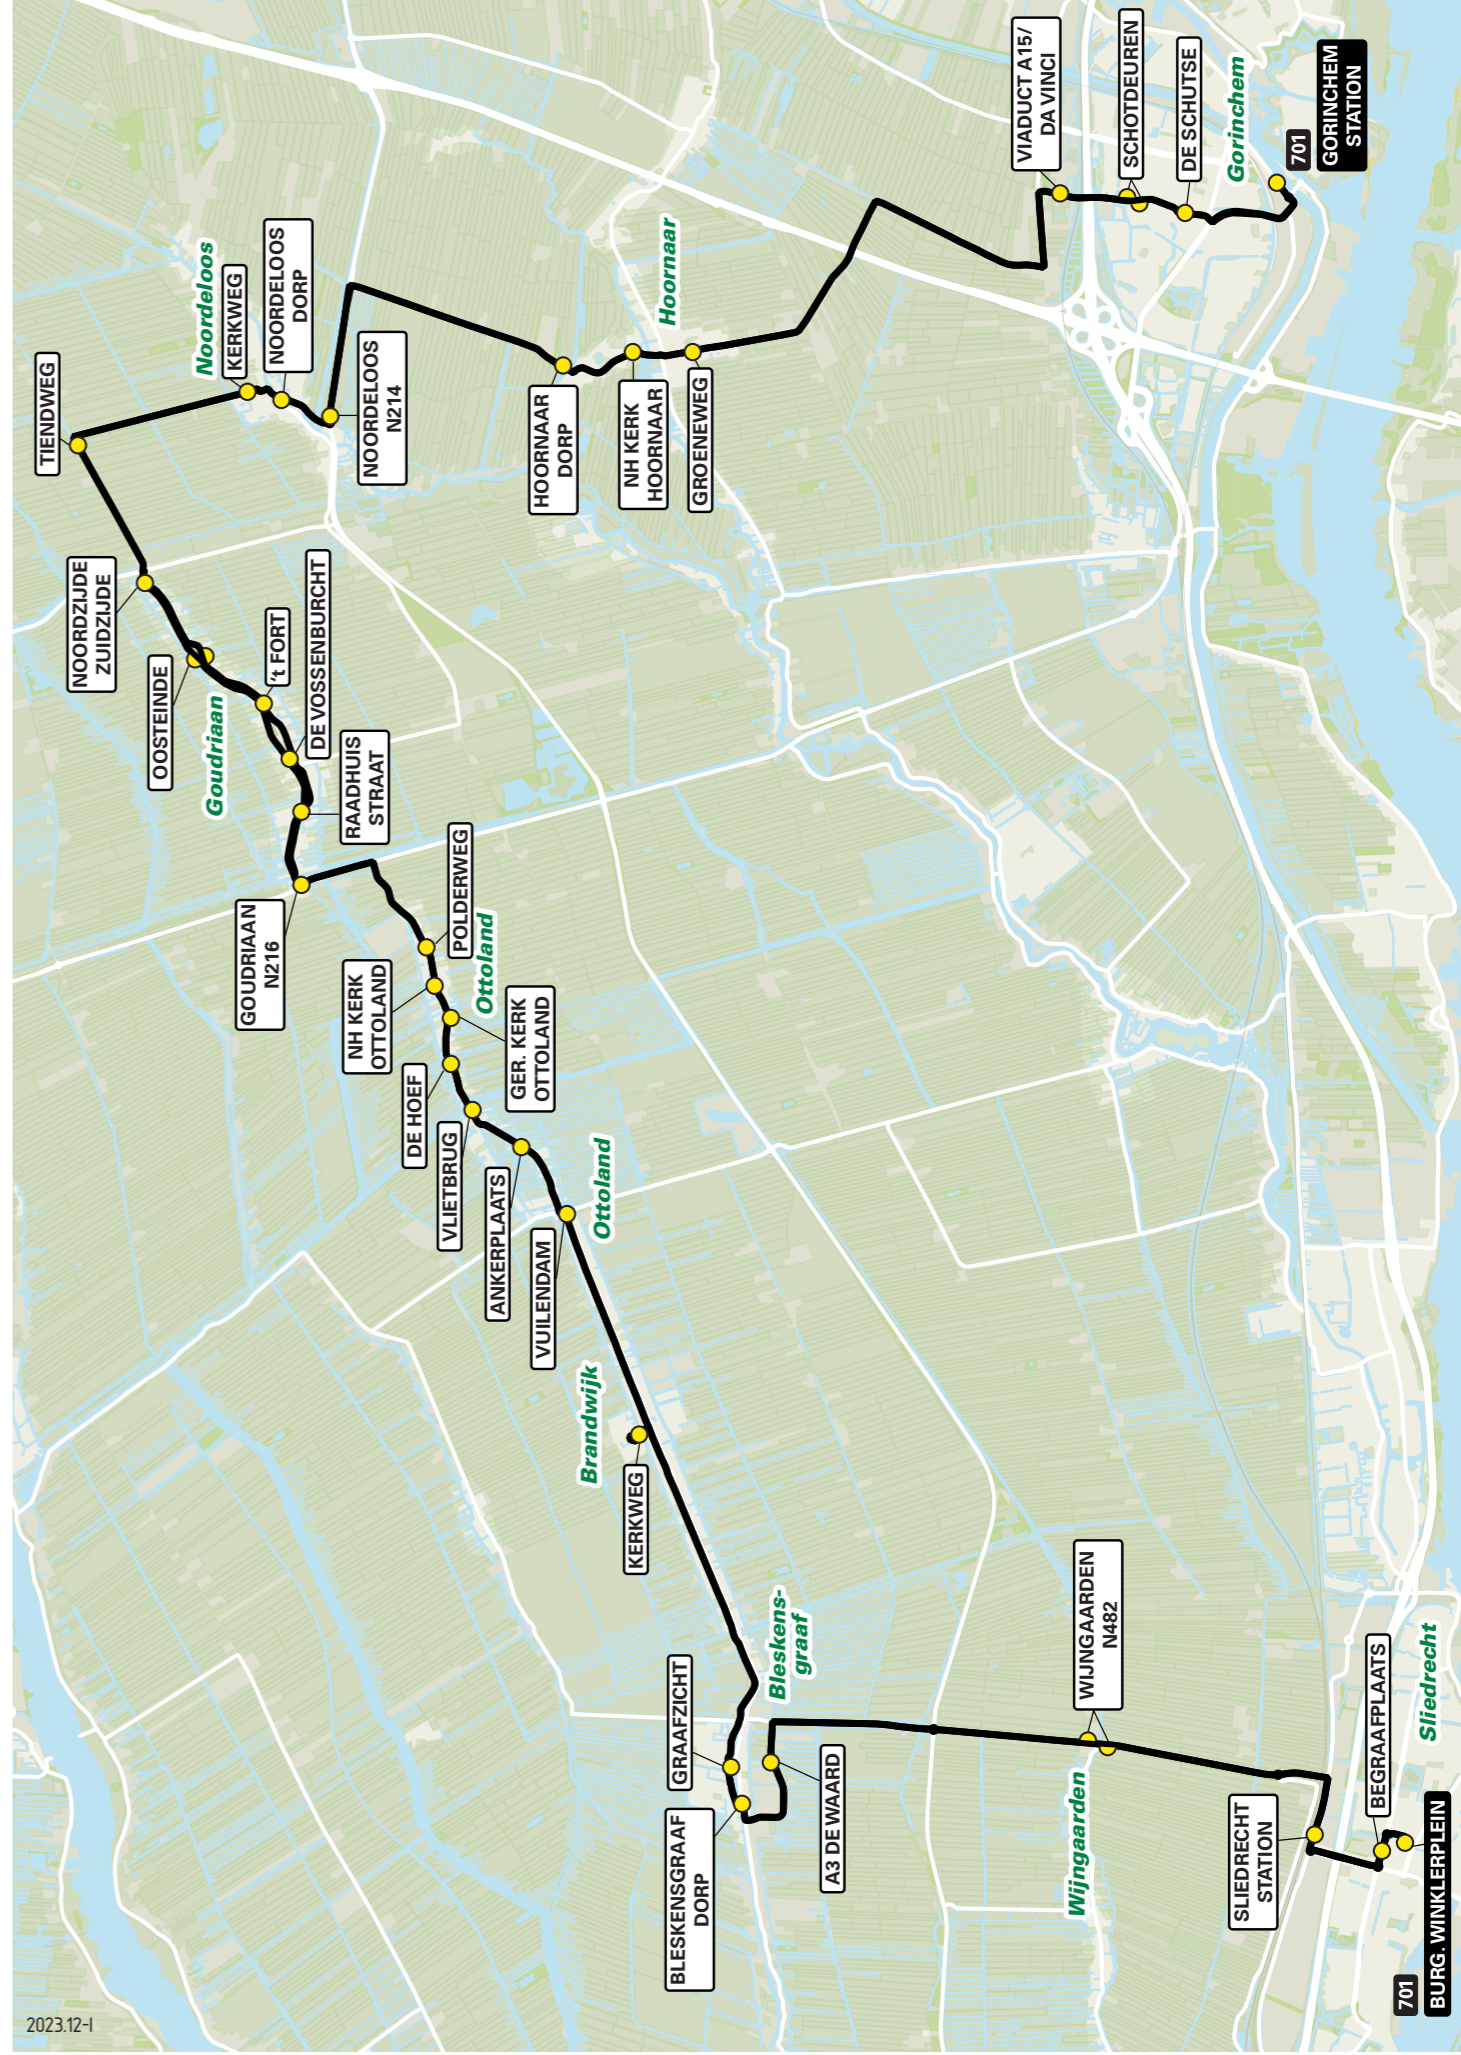 VIADUCT A15/
DA VINCI
SCHOTDEUREN
DE SCHUTSE
Gorinchem
701
GORINCHEM
STATION
Noordeloos
KERKWEG
NOORDELOOS
DORP
NOORDELOOS
N214
Hoornaar
HOORNAAR
DORP
NH KERK
HOORNAAR
GROENEWEG
TIENDWEG
NOORDZIJDE
ZUIDZIJDE
OOSTEINDE
Goudriaan
't FORT
DE VOSSENBURCHT
RAADHUIS
STRAAT
GOUDRIAAN
N216
POLDERWEG
Ottoland
NH KERK
OTTOLAND
GER. KERK
OTTOLAND
DE HOEF
VLIETBRUG
ANKERPLAATS
Ottoland
VUILENDAM
Brandwijk
KERKWEG
Bleskens-
graaf
GRAAFZICHT
BLESKENSGRAAF
DORP
A3 DE WAARD
WIJNGAARDEN
N482
Wijngaarden
SLIEDRECHT
STATION
BEGRAAFPLAATS
Sliedrecht
701
BURG. WINKLERPLEIN
2023.12-I